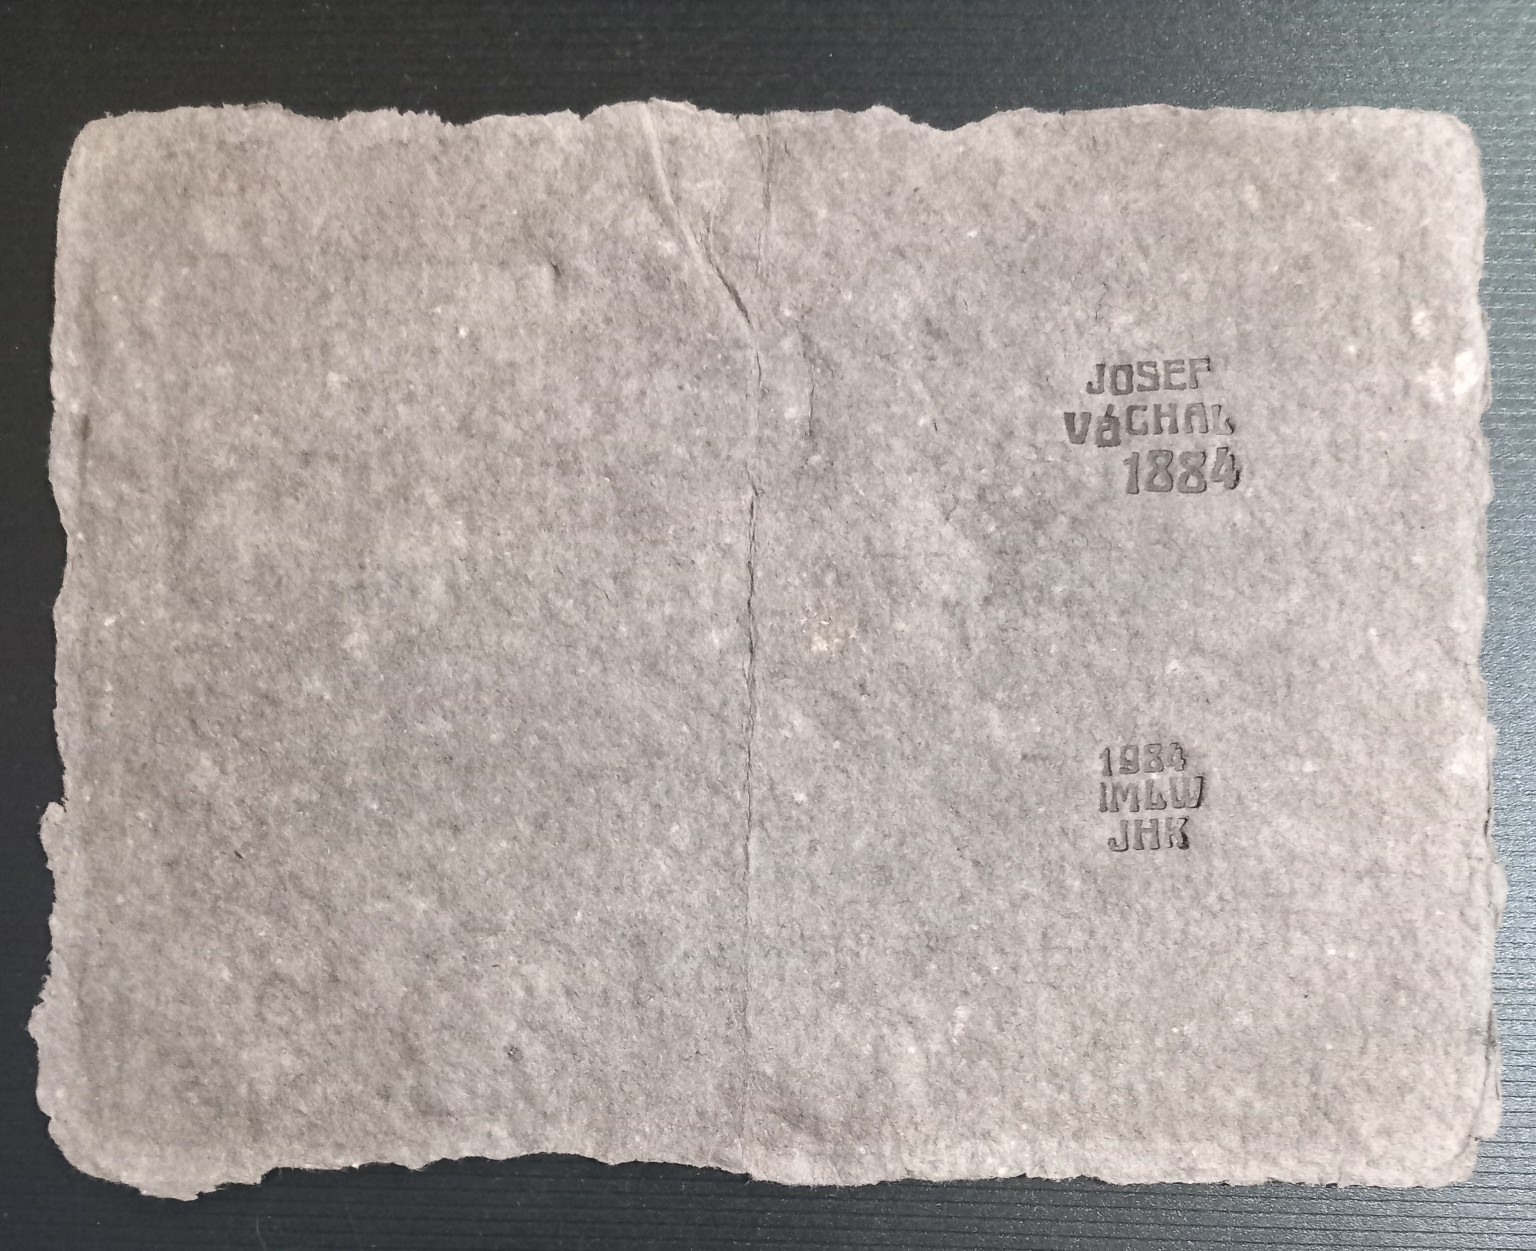 JOSEF
VáCHAL
1884
1984
IMLW
JHK